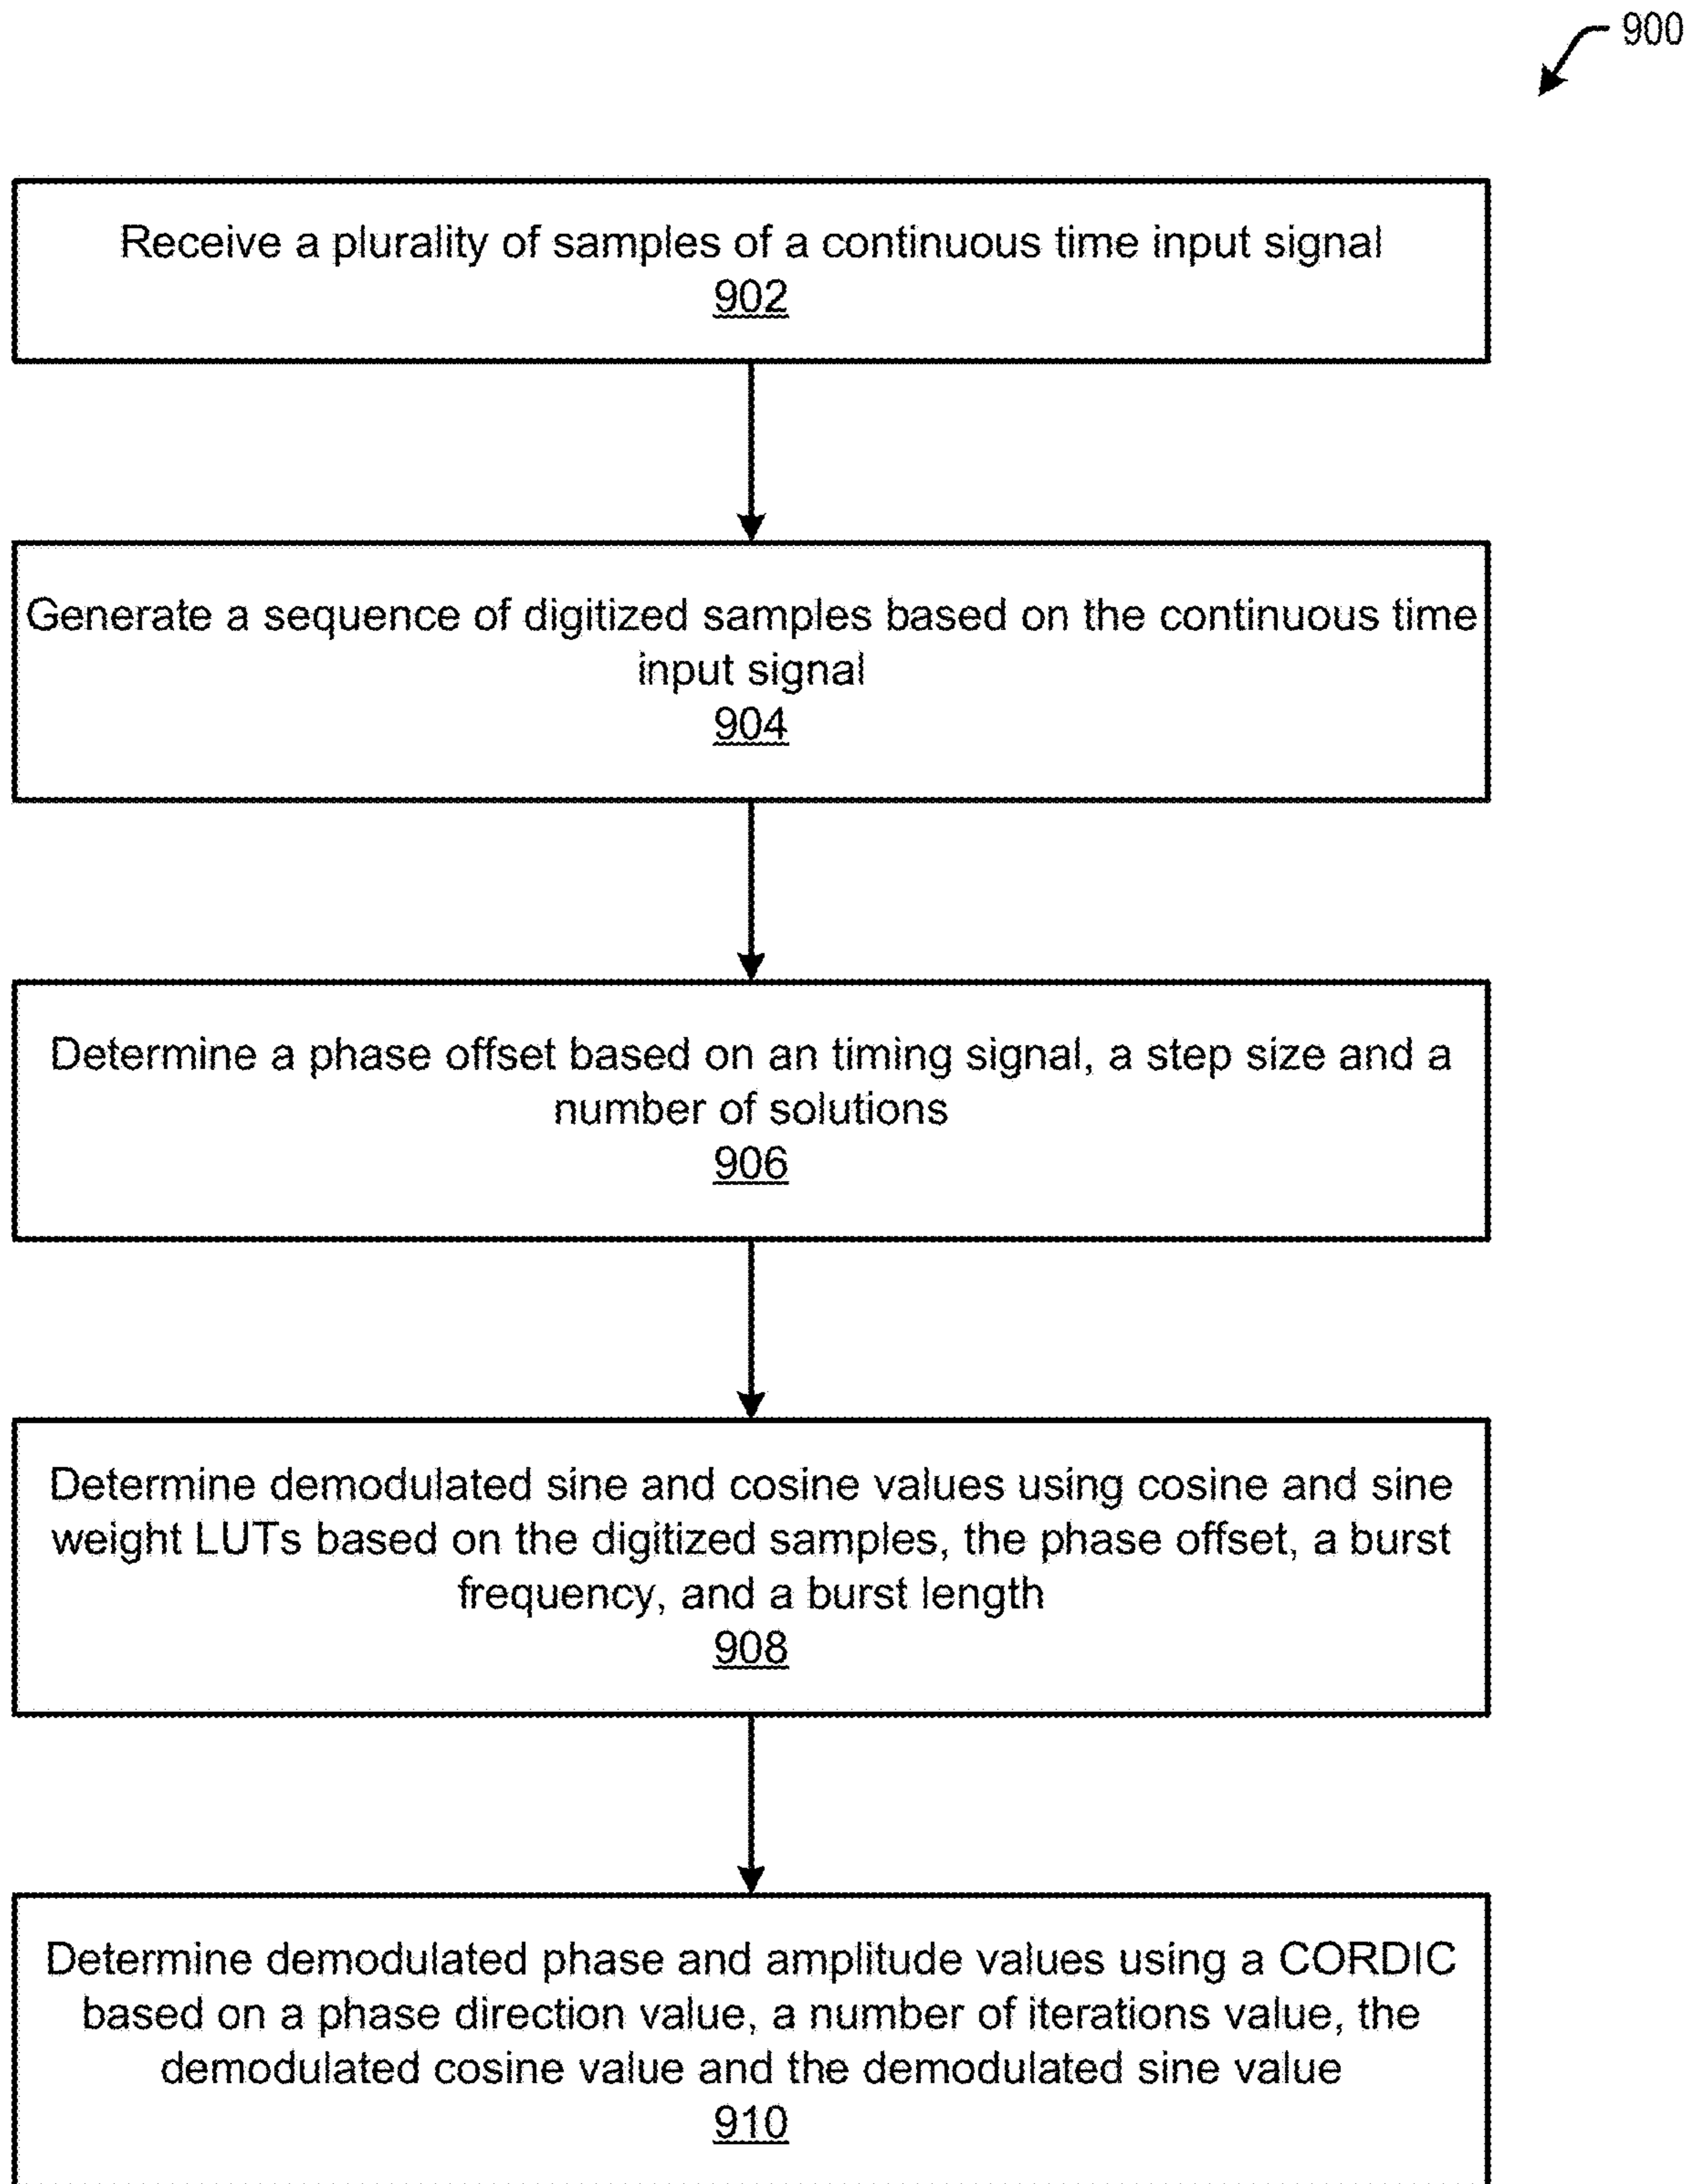 900
Receive a plurality of samples of a continuous time input signal
902
Generate a sequence of digitized samples based on the continuous time
input signal
904
Determine a phase offset based on an timing signal, a step size and a
number of solutions
906
Determine demodulated sine and cosine values using cosine and sine
weight LUTs based on the digitized samples, the phase offset, a burst
frequency, and a burst length
908
Determine demodulated phase and amplitude values using a CORDIC
based on a phase direction value, a number of iterations value, the
demodulated cosine value and the demodulated sine value
910